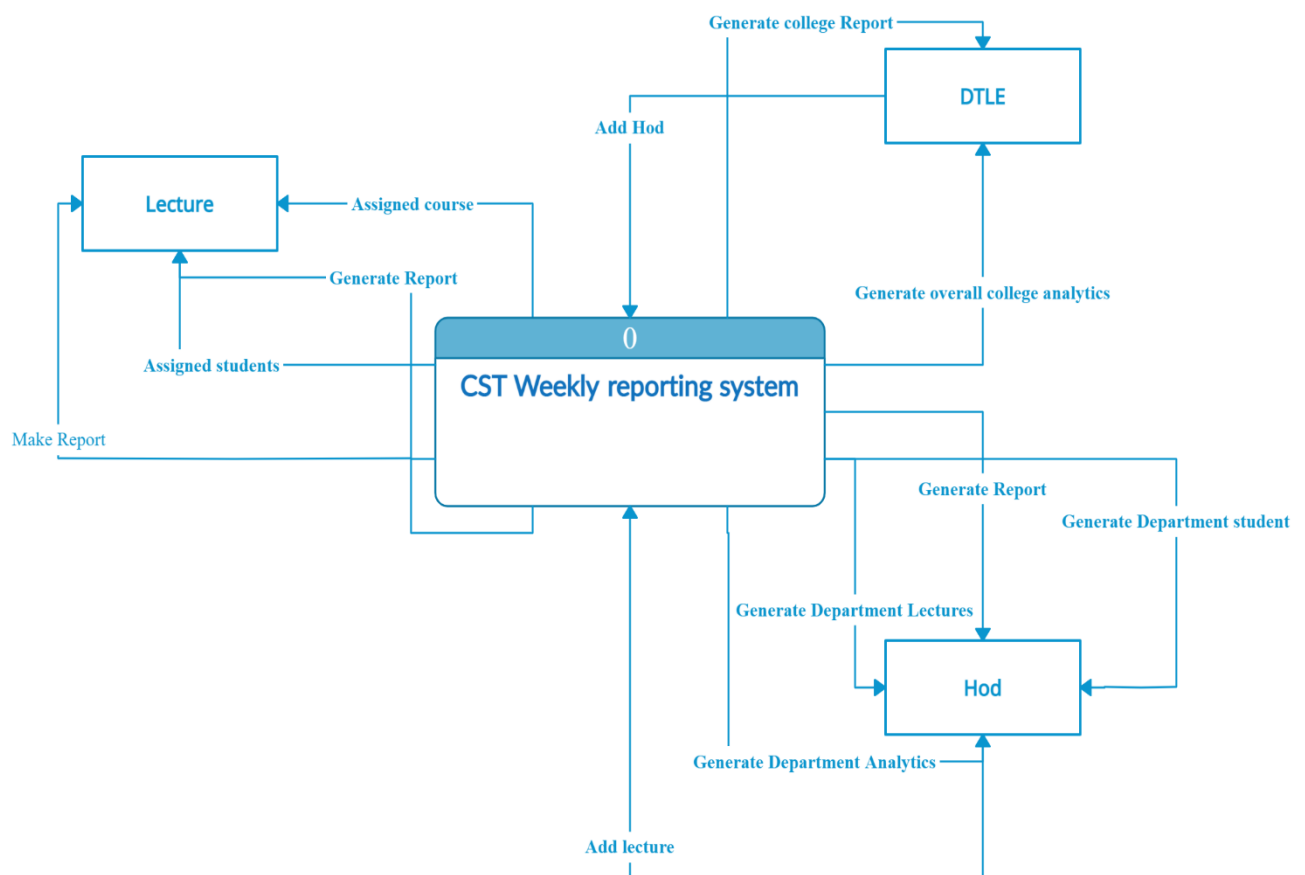 Generate college Report
DTLE
Add Hod
Lecture
Assigned course
Generate Report
Generate overall college analytics
0
Assigned students
CST Weekly reporting system
Make Report
Generate Report
Generate Department student
Generate Department Lectures
Hod
Generate Department Analytics
Add lecture